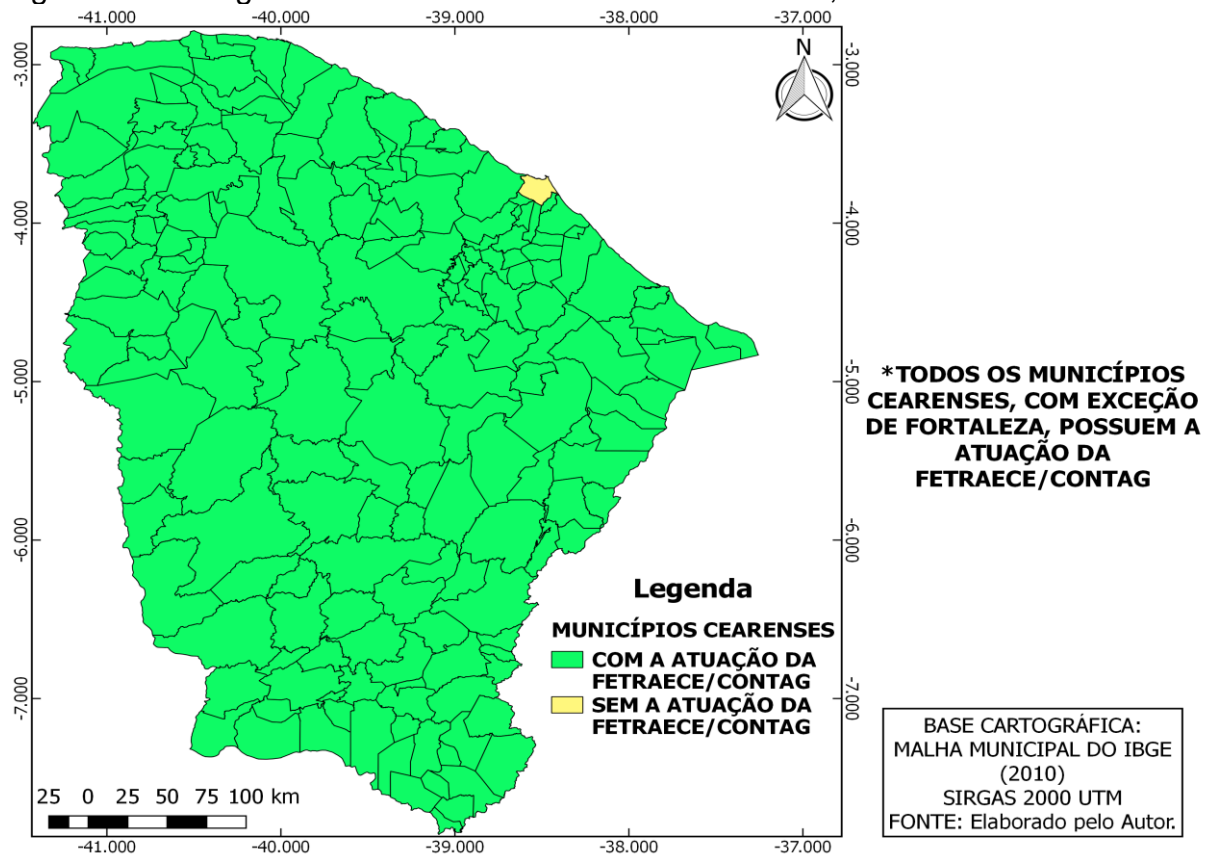 -41.000 -40.000 -39.000 -38.000 -37.000
-3.000 -3.000
N
-4.000 -4.000
-5.000 -5.000
*TODOS OS MUNICÍPIOS
CEARENSES, COM EXCEÇÃO
DE FORTALEZA, POSSUEM A
ATUAÇÃO DA
FETRAECE/CONTAG
-6.000 -6.000
Legenda
MUNICÍPIOS CEARENSES
COM A ATUAÇÃO DA
FETRAECE/CONTAG
SEM A ATUAÇÃO DA
FETRAECE/CONTAG
-7.000 -7.000
25 0 25 50 75 100 km
-41.000 -40.000 -39.000 -38.000 -37.000
BASE CARTOGRÁFICA:
MALHA MUNICIPAL DO IBGE
(2010)
SIRGAS 2000 UTM
FONTE: Elaborado pelo Autor.